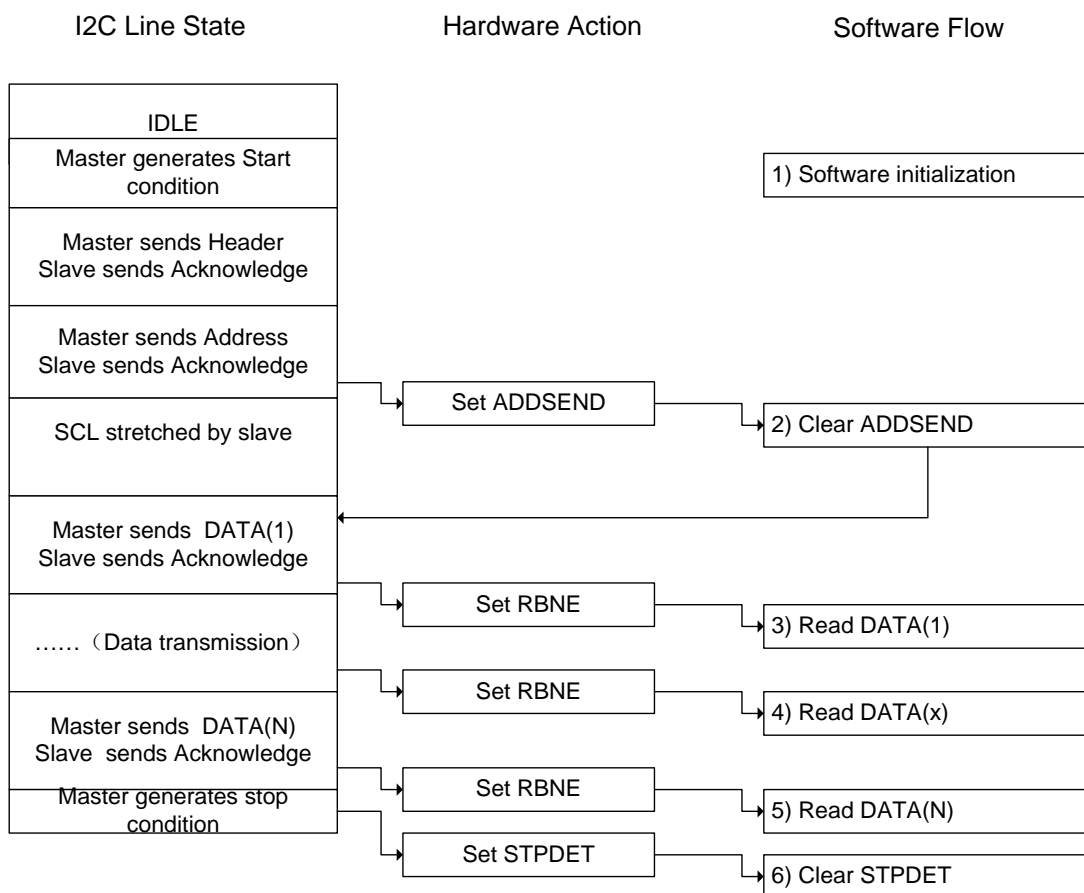 I2C Line State
Hardware Action
Software Flow
IDLE
Master generates Start
condition
1) Software initialization
Master sends Header
Slave sends Acknowledge
Master sends Address
Slave sends Acknowledge
Set ADDSEND
2) Clear ADDSEND
SCL stretched by slave
Master sends DATA(1)
Slave sends Acknowledge
Set RBNE
3) Read DATA(1)
……（Data transmission）
Set RBNE
4) Read DATA(x)
Master sends DATA(N)
Slave sends Acknowledge
Set RBNE
5) Read DATA(N)
Master generates stop
condition
Set STPDET
6) Clear STPDET